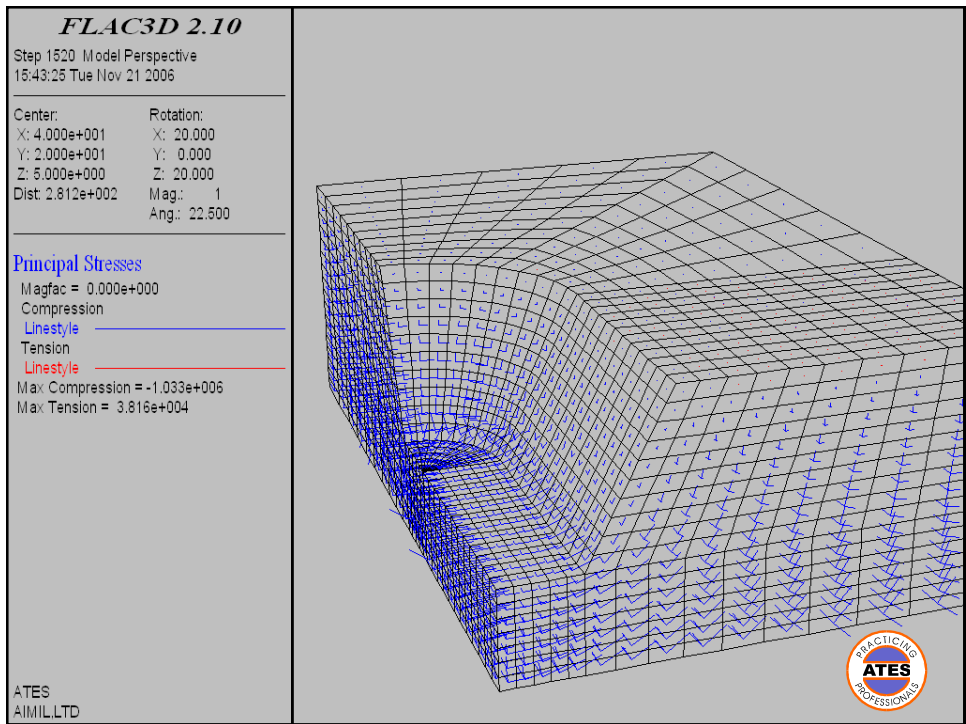 FLAC3D 2.10
Step 1520 Model Perspective
15:43:25 Tue Nov 21 2006
Center:
X: 4.000e+001
Y: 2.000e+001
Z: 5.000e+000
Dist: 2.812e+002
Rotation:
X: 20.000
Y: 0.000
Z: 20.000
Mag.: 1
Ang.: 22.500
Principal Stresses
Magfac = 0.000e+000
Compression
Linestyle
Tension
Linestyle
Max Compression = -1.033e+006
Max Tension = 3.816e+004
ATES
AIMIL,LTD
PRACTICING
ATES
PROFESSIONALS